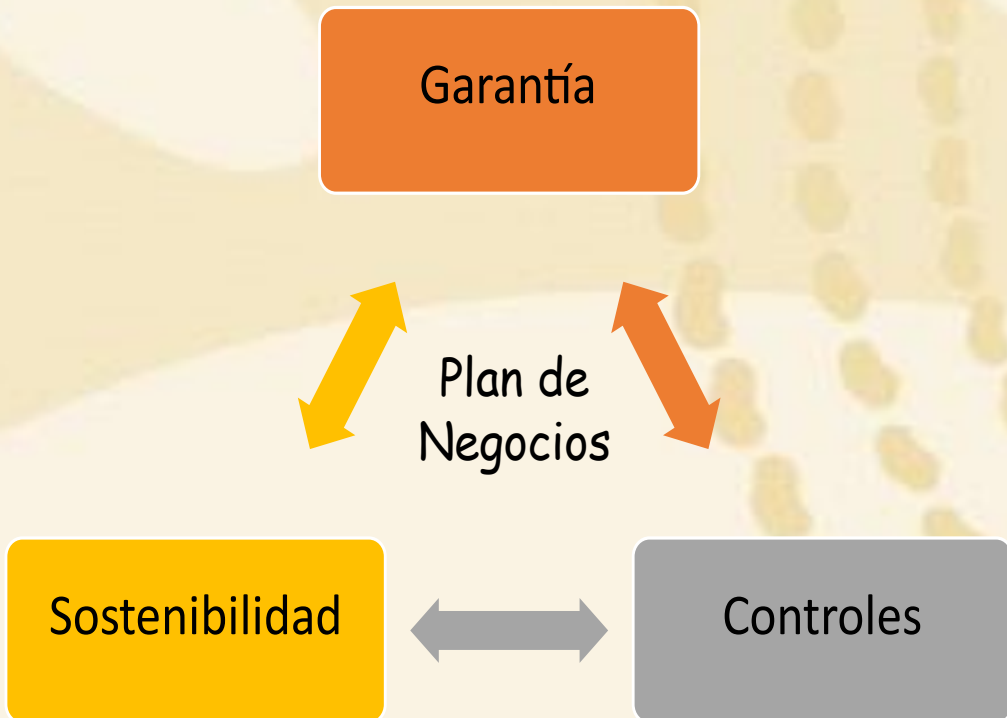 Garantía
Plan de
Negocios
Sostenibilidad
Controles